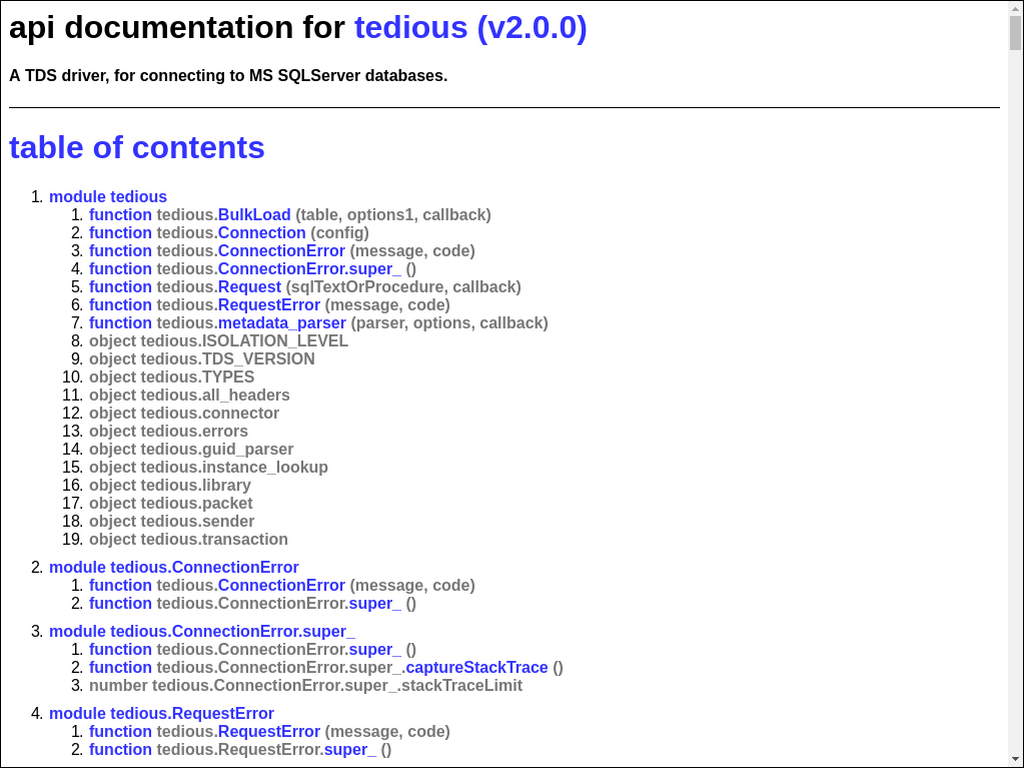 api documentation for tedious (v2.0.0)
A TDS driver, for connecting to MS SQLServer databases.
table of contents
1. module tedious
1. function tedious.BulkLoad (table, options1, callback)
2. function tedious.Connection (config)
3. function tedious.ConnectionError (message, code)
4. function tedious.ConnectionError.super_ ()
5. function tedious.Request (sqlTextOrProcedure, callback)
6. function tedious.RequestError (message, code)
7. function tedious.metadata_parser (parser, options, callback)
8. object tedious.ISOLATION_LEVEL
9. object tedious.TDS_VERSION
10. object tedious.TYPES
11. object tedious.all_headers
12. object tedious.connector
13. object tedious.errors
14. object tedious.guid_parser
15. object tedious.instance_lookup
16. object tedious.library
17. object tedious.packet
18. object tedious.sender
19. object tedious.transaction
2. module tedious.ConnectionError
1. function tedious.ConnectionError (message, code)
2. function tedious.ConnectionError.super_ ()
3. module tedious.ConnectionError.super_
1. function tedious.ConnectionError.super_ ()
2. function tedious.ConnectionError.super_.captureStackTrace ()
3. number tedious.ConnectionError.super_.stackTraceLimit
4. module tedious.RequestError
1. function tedious.RequestError (message, code)
2. function tedious.RequestError.super_ ()